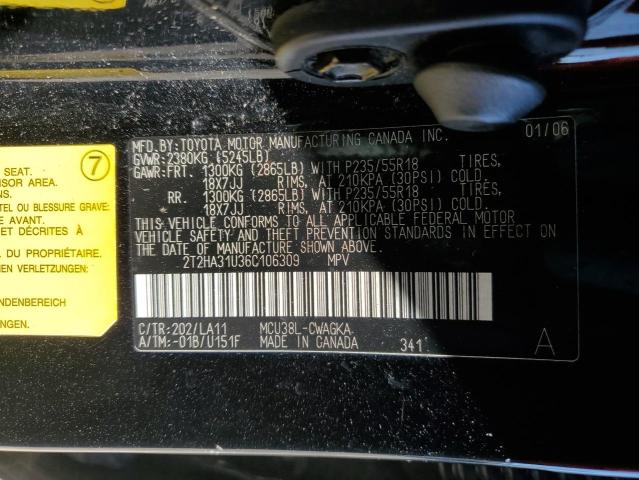 7
SEAT.
SOR AREA.
NS.
TEL OU BLESSURE GRAVE:
E AVANT.
ET DÉCRITES À
U PROPRIÉTAIRE.
VERLETZUNGEN.
NDENBEREICH
MFD.BY:TOYOTA MOTOR MANUFACTURING CANADA INC. 01/06
GVWR:2380KG (5245LB)
GAWR:FRT. 1300KG (2865LB) WITH P235/55R18 TIRES,
18X7JJ RIMS, AT 210KPA (30PSI) COLD.
RR. 1300KG (2865LB) WITH P235/55R18 TIRES,
18X7JJ RIMS, AT 210KPA (30PSI) COLD.
THIS VEHICLE CONFORMS TO ALL APPLICABLE FEDERAL MOTOR
VEHICLE SAFETY AND THEFT PREVENTION STANDARDS IN EFFECT
ON THE DATE OF MANUFACTURE SHOWN ABOVE.
2T2HA31U36C106309 MPV
C/TR:202/LA11 MCU38L-CWAGKA
A/TM:-01B/U151F MADE IN CANADA 341 A